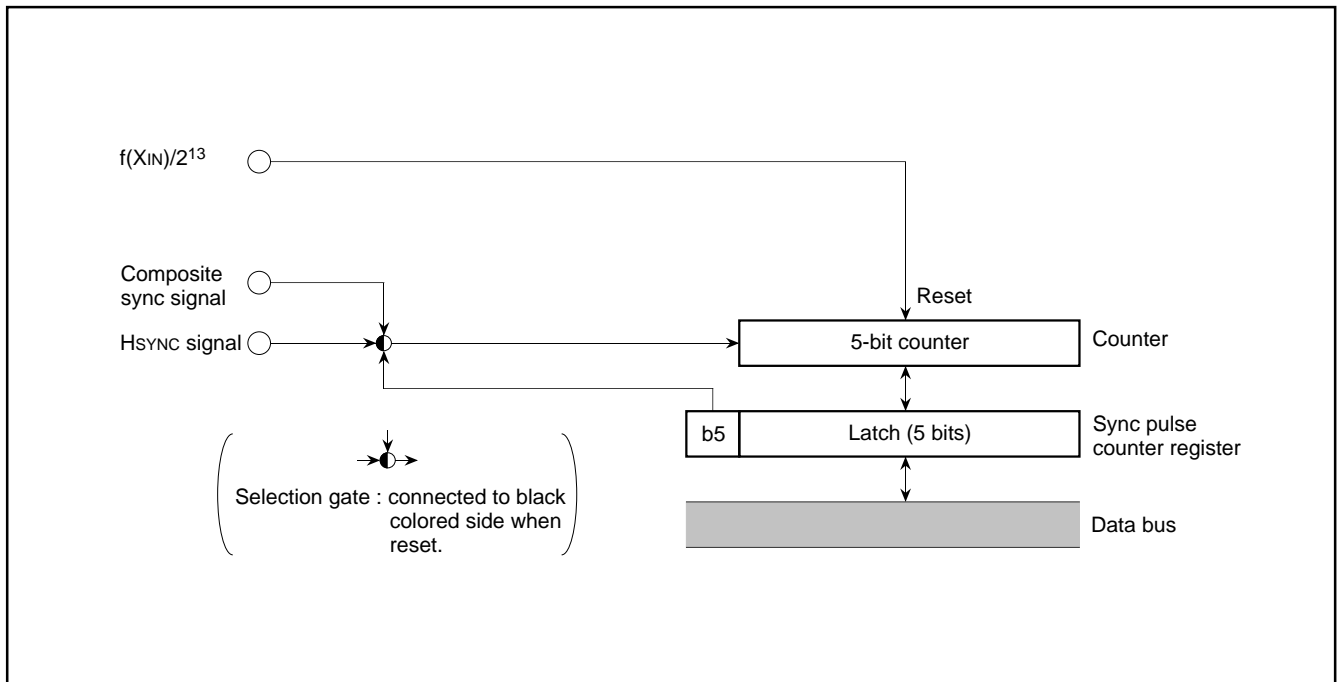 f(XIN)/2¹³
Composite
sync signal
HSYNC signal
Reset
5-bit counter
Counter
b5
Latch (5 bits)
Sync pulse
counter register
Selection gate : connected to black
colored side when
reset.
Data bus